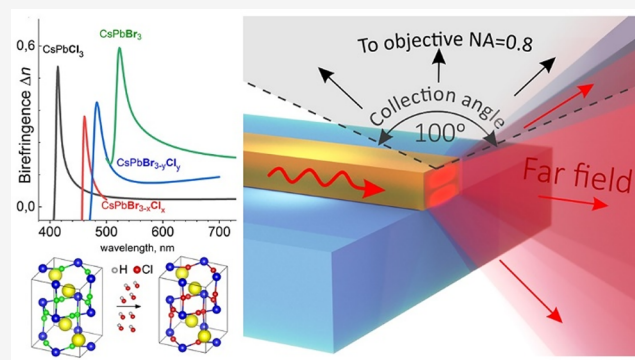 CsPbBr3
CsPbCl3
0,6
Birefringence Δn
CsPbBr3-yCly
CsPbBr3-xClx
0,0
400 500 600 700
wavelength, nm
H Cl
To objective NA=0.8
Collection angle
100°
Far field